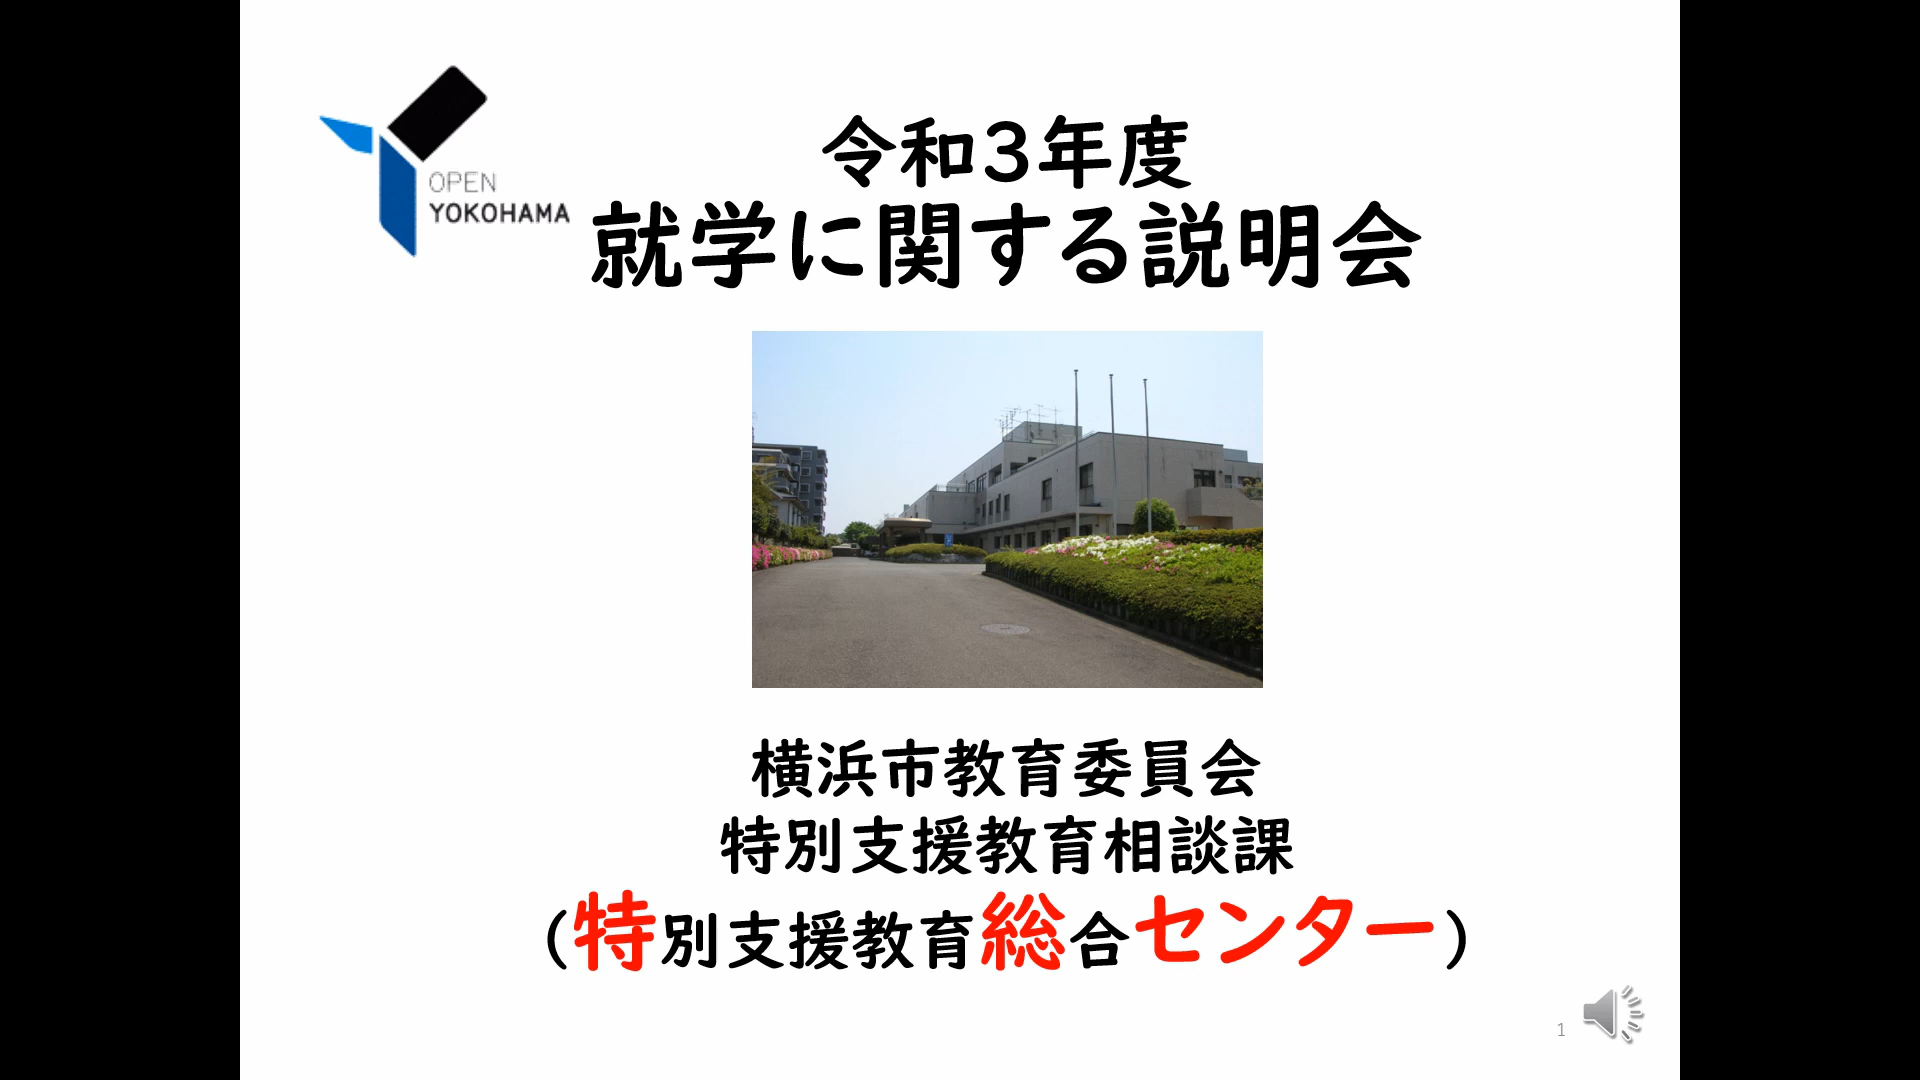 OPEN
YOKOHAMA
令和3年度
就学に関する説明会
横浜市教育委員会
特別支援教育相談課
(特別支援教育総合センター)
1